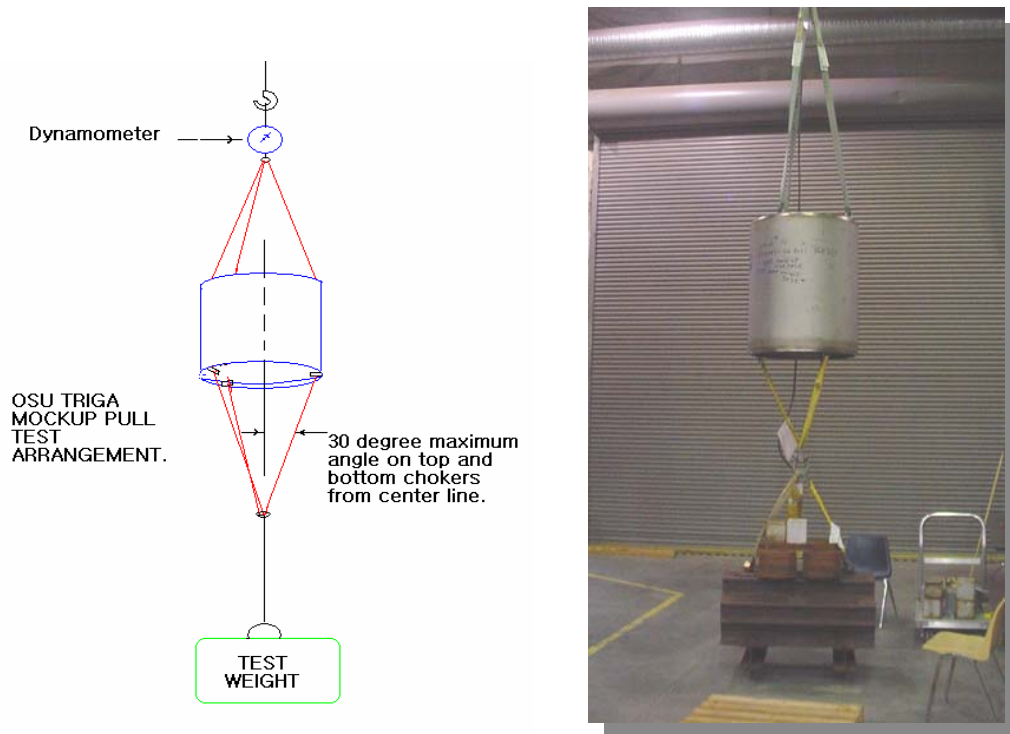 Dynamometer
OSU TRIGA
MOCKUP PULL
TEST
ARRANGEMENT.
30 degree maximum
angle on top and
bottom chokers
from center line.
TEST
WEIGHT